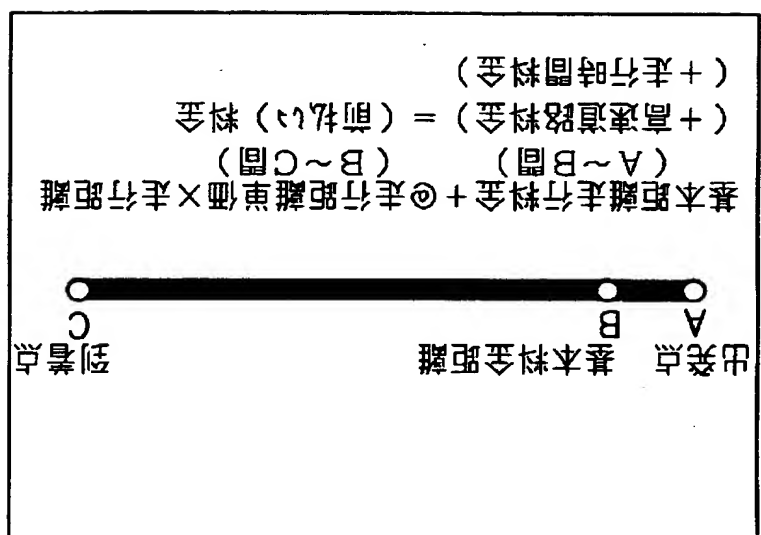 出発点　基本料金距離　到着点
A　B　C
基本距離走行料金＋@走行距離単価×走行距離
（A～B間）　（B～C間）
（＋高速道路料金）＝（前払い）料金
（＋走行時間料金）